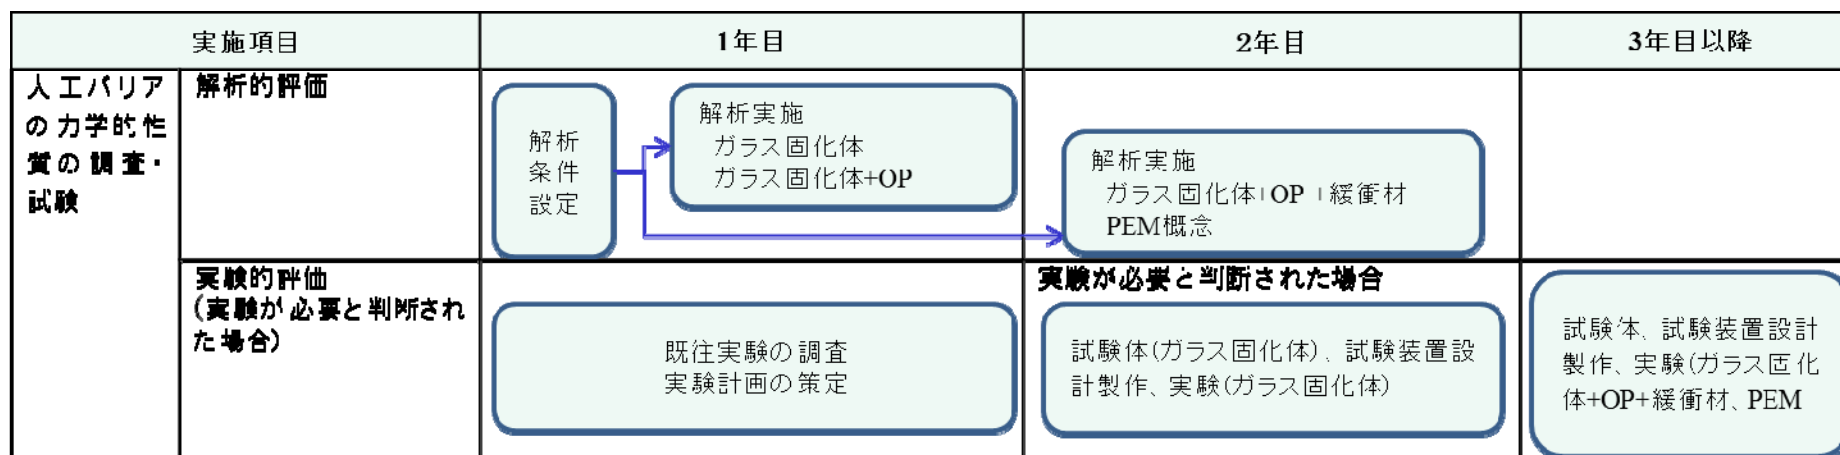 実施項目
1年目
2年目
3年目以降
人工バリア
の力学的性
質の調査・
試験
解析的評価
解析
条件
設定
解析実施
ガラス固化体
ガラス固化体+OP
解析実施
ガラス固化体+OP+緩衝材
PEM概念
実験的評価
(実験が必要と判断され
た場合)
既往実験の調査
実験計画の策定
実験が必要と判断された場合
試験体(ガラス固化体)、試験装置設
計製作、実験(ガラス固化体)
試験体、試験装置設計
製作、実験(ガラス固化
体+OP+緩衝材、PEM